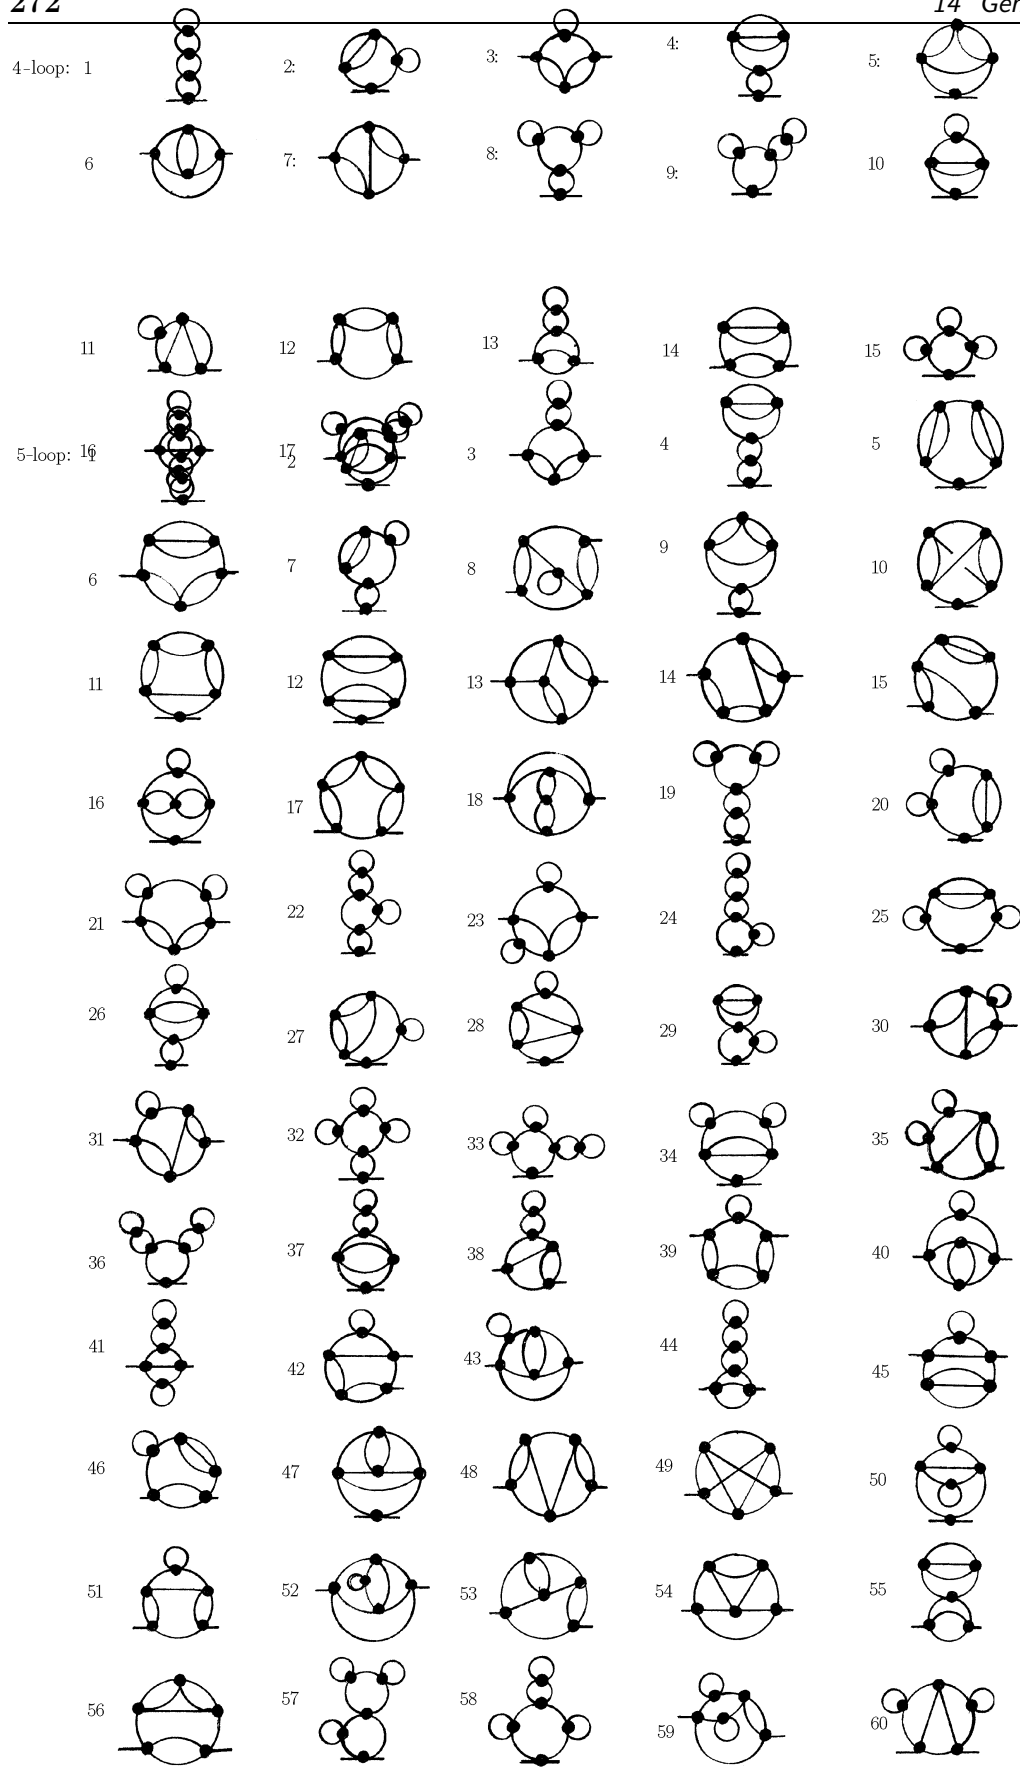 272 14 Ger
4-loop: 1 2: 3: 4: 5:
6 7: 8: 9: 10
11 12 13 14 15
16 17
5-loop: 1 2 3 4 5
6 7 8 9 10
11 12 13 14 15
16 17 18 19 20
21 22 23 24 25
26 27 28 29 30
31 32 33 34 35
36 37 38 39 40
41 42 43 44 45
46 47 48 49 50
51 52 53 54 55
56 57 58 59 60